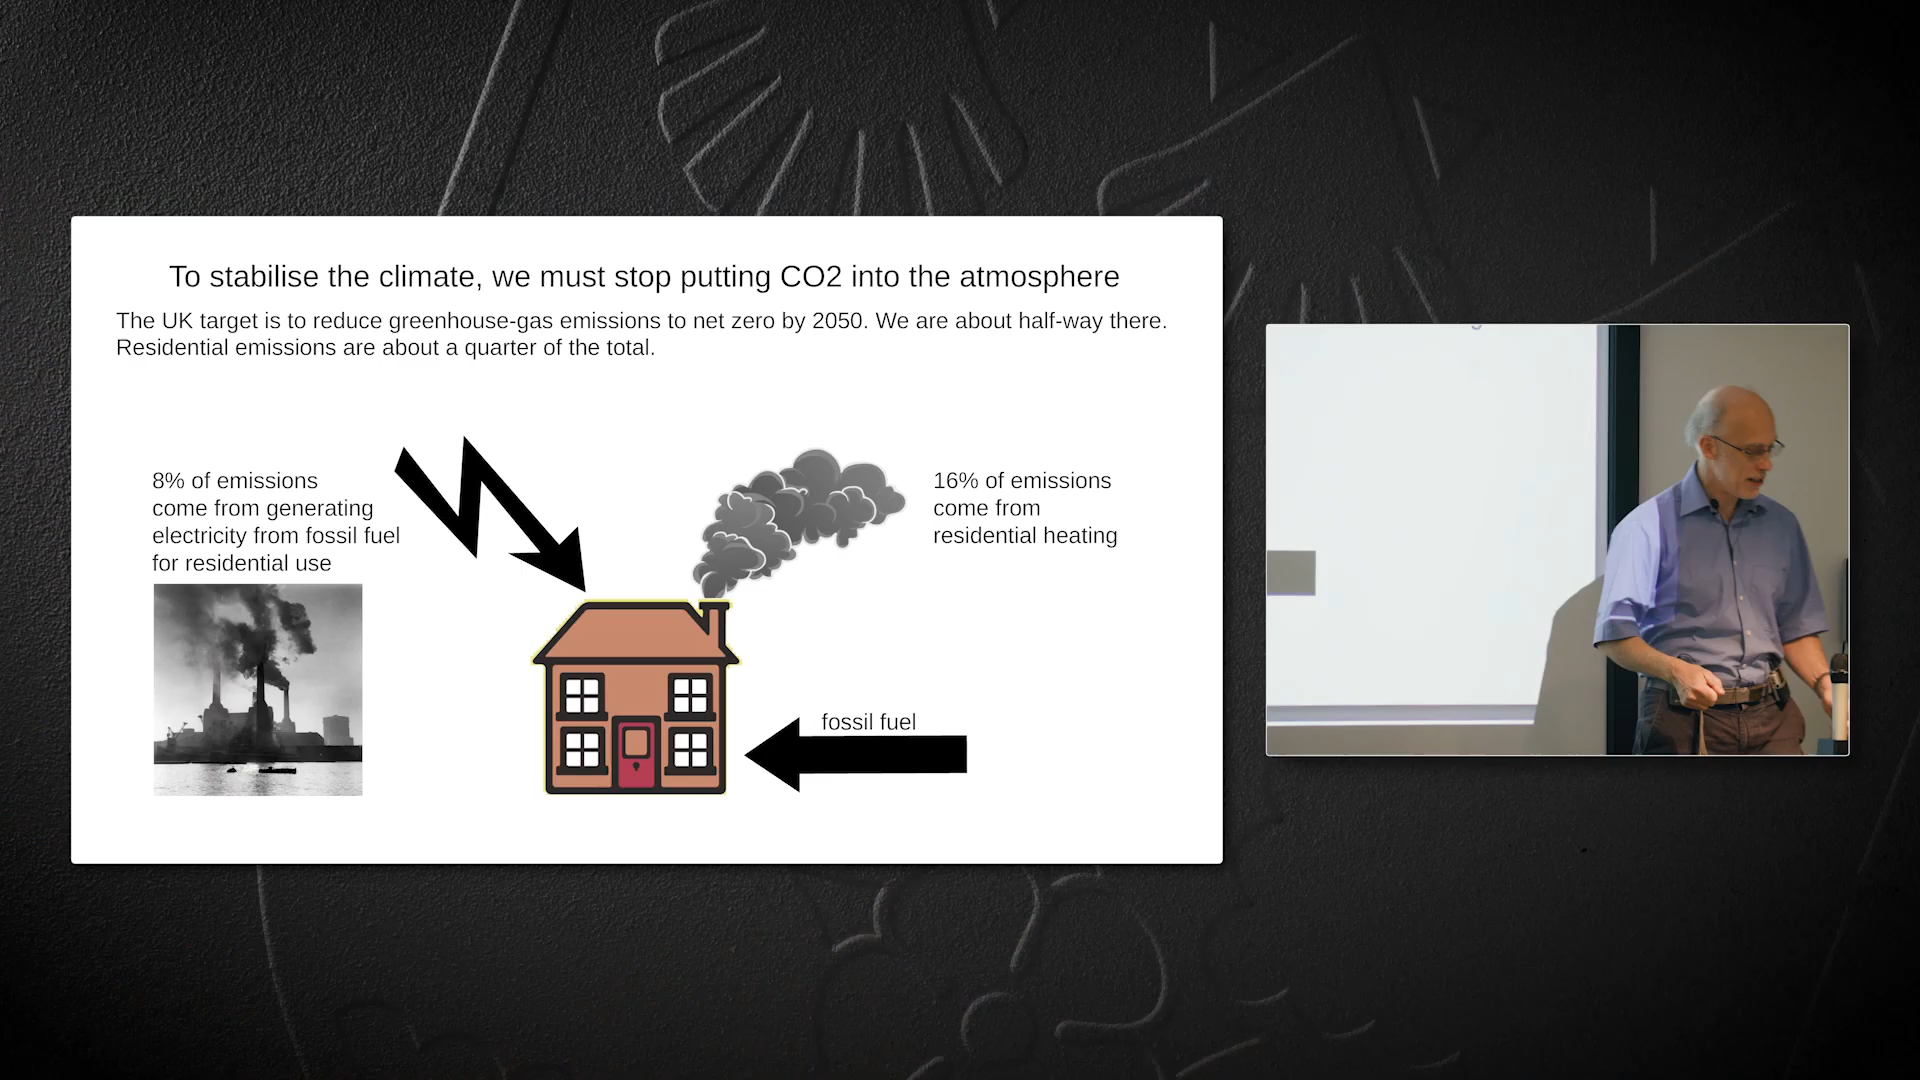 To stabilise the climate, we must stop putting CO2 into the atmosphere
The UK target is to reduce greenhouse-gas emissions to net zero by 2050. We are about half-way there.
Residential emissions are about a quarter of the total.
8% of emissions
come from generating
electricity from fossil fuel
for residential use
16% of emissions
come from
residential heating
fossil fuel